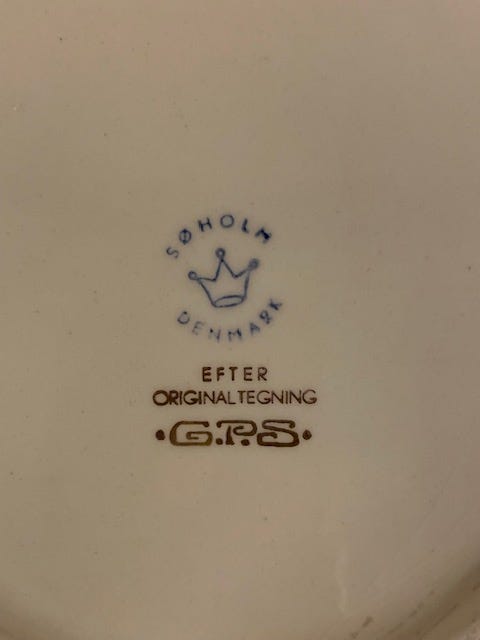 SØHOLM
DENMARK
EFTER
ORIGINALTEGNING
·G.P.S·